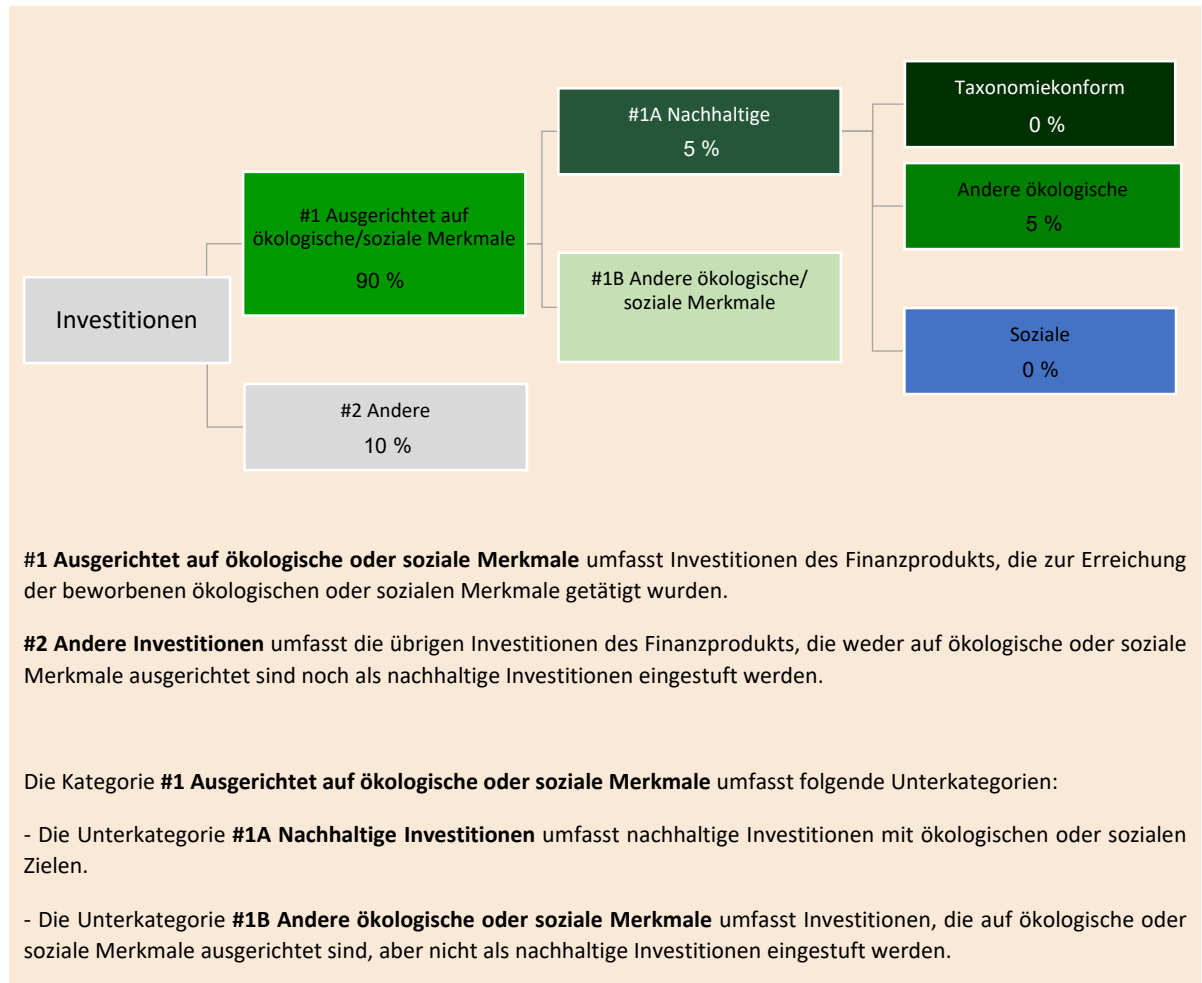 Taxonomiekonform
0 %
#1A Nachhaltige
5 %
Andere ökologische
5 %
#1 Ausgerichtet auf
ökologische/soziale Merkmale
90 %
#1B Andere ökologische/
soziale Merkmale
Investitionen
Soziale
0 %
#2 Andere
10 %
#1 Ausgerichtet auf ökologische oder soziale Merkmale umfasst Investitionen des Finanzprodukts, die zur Erreichung
der beworbenen ökologischen oder sozialen Merkmale getätigt wurden.
#2 Andere Investitionen umfasst die übrigen Investitionen des Finanzprodukts, die weder auf ökologische oder soziale
Merkmale ausgerichtet sind noch als nachhaltige Investitionen eingestuft werden.
Die Kategorie #1 Ausgerichtet auf ökologische oder soziale Merkmale umfasst folgende Unterkategorien:
- Die Unterkategorie #1A Nachhaltige Investitionen umfasst nachhaltige Investitionen mit ökologischen oder sozialen
Zielen.
- Die Unterkategorie #1B Andere ökologische oder soziale Merkmale umfasst Investitionen, die auf ökologische oder
soziale Merkmale ausgerichtet sind, aber nicht als nachhaltige Investitionen eingestuft werden.